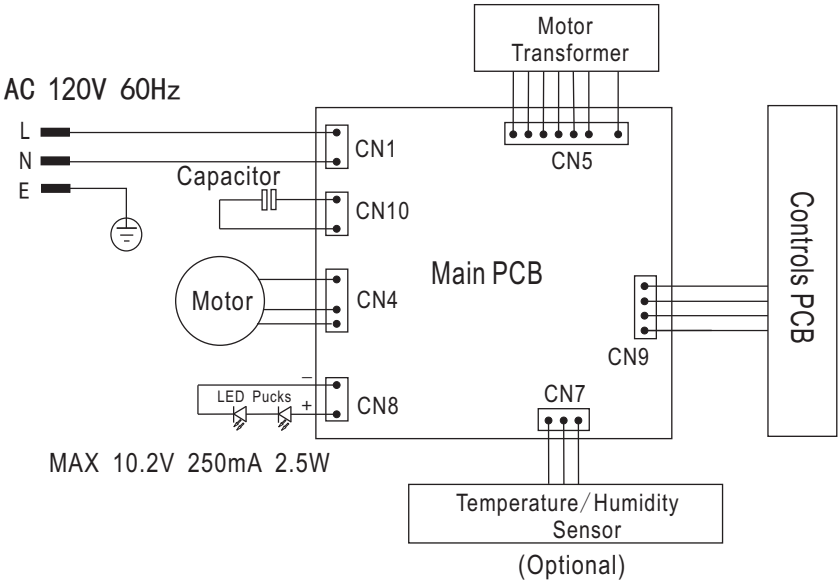 Motor
Transformer
AC 120V 60Hz
L
N
E
CN1
CN5
Capacitor
CN10
Main PCB
Motor
CN4
Controls PCB
CN9
–
LED Pucks
+
CN8
CN7
MAX 10.2V 250mA 2.5W
Temperature/Humidity
Sensor
(Optional)